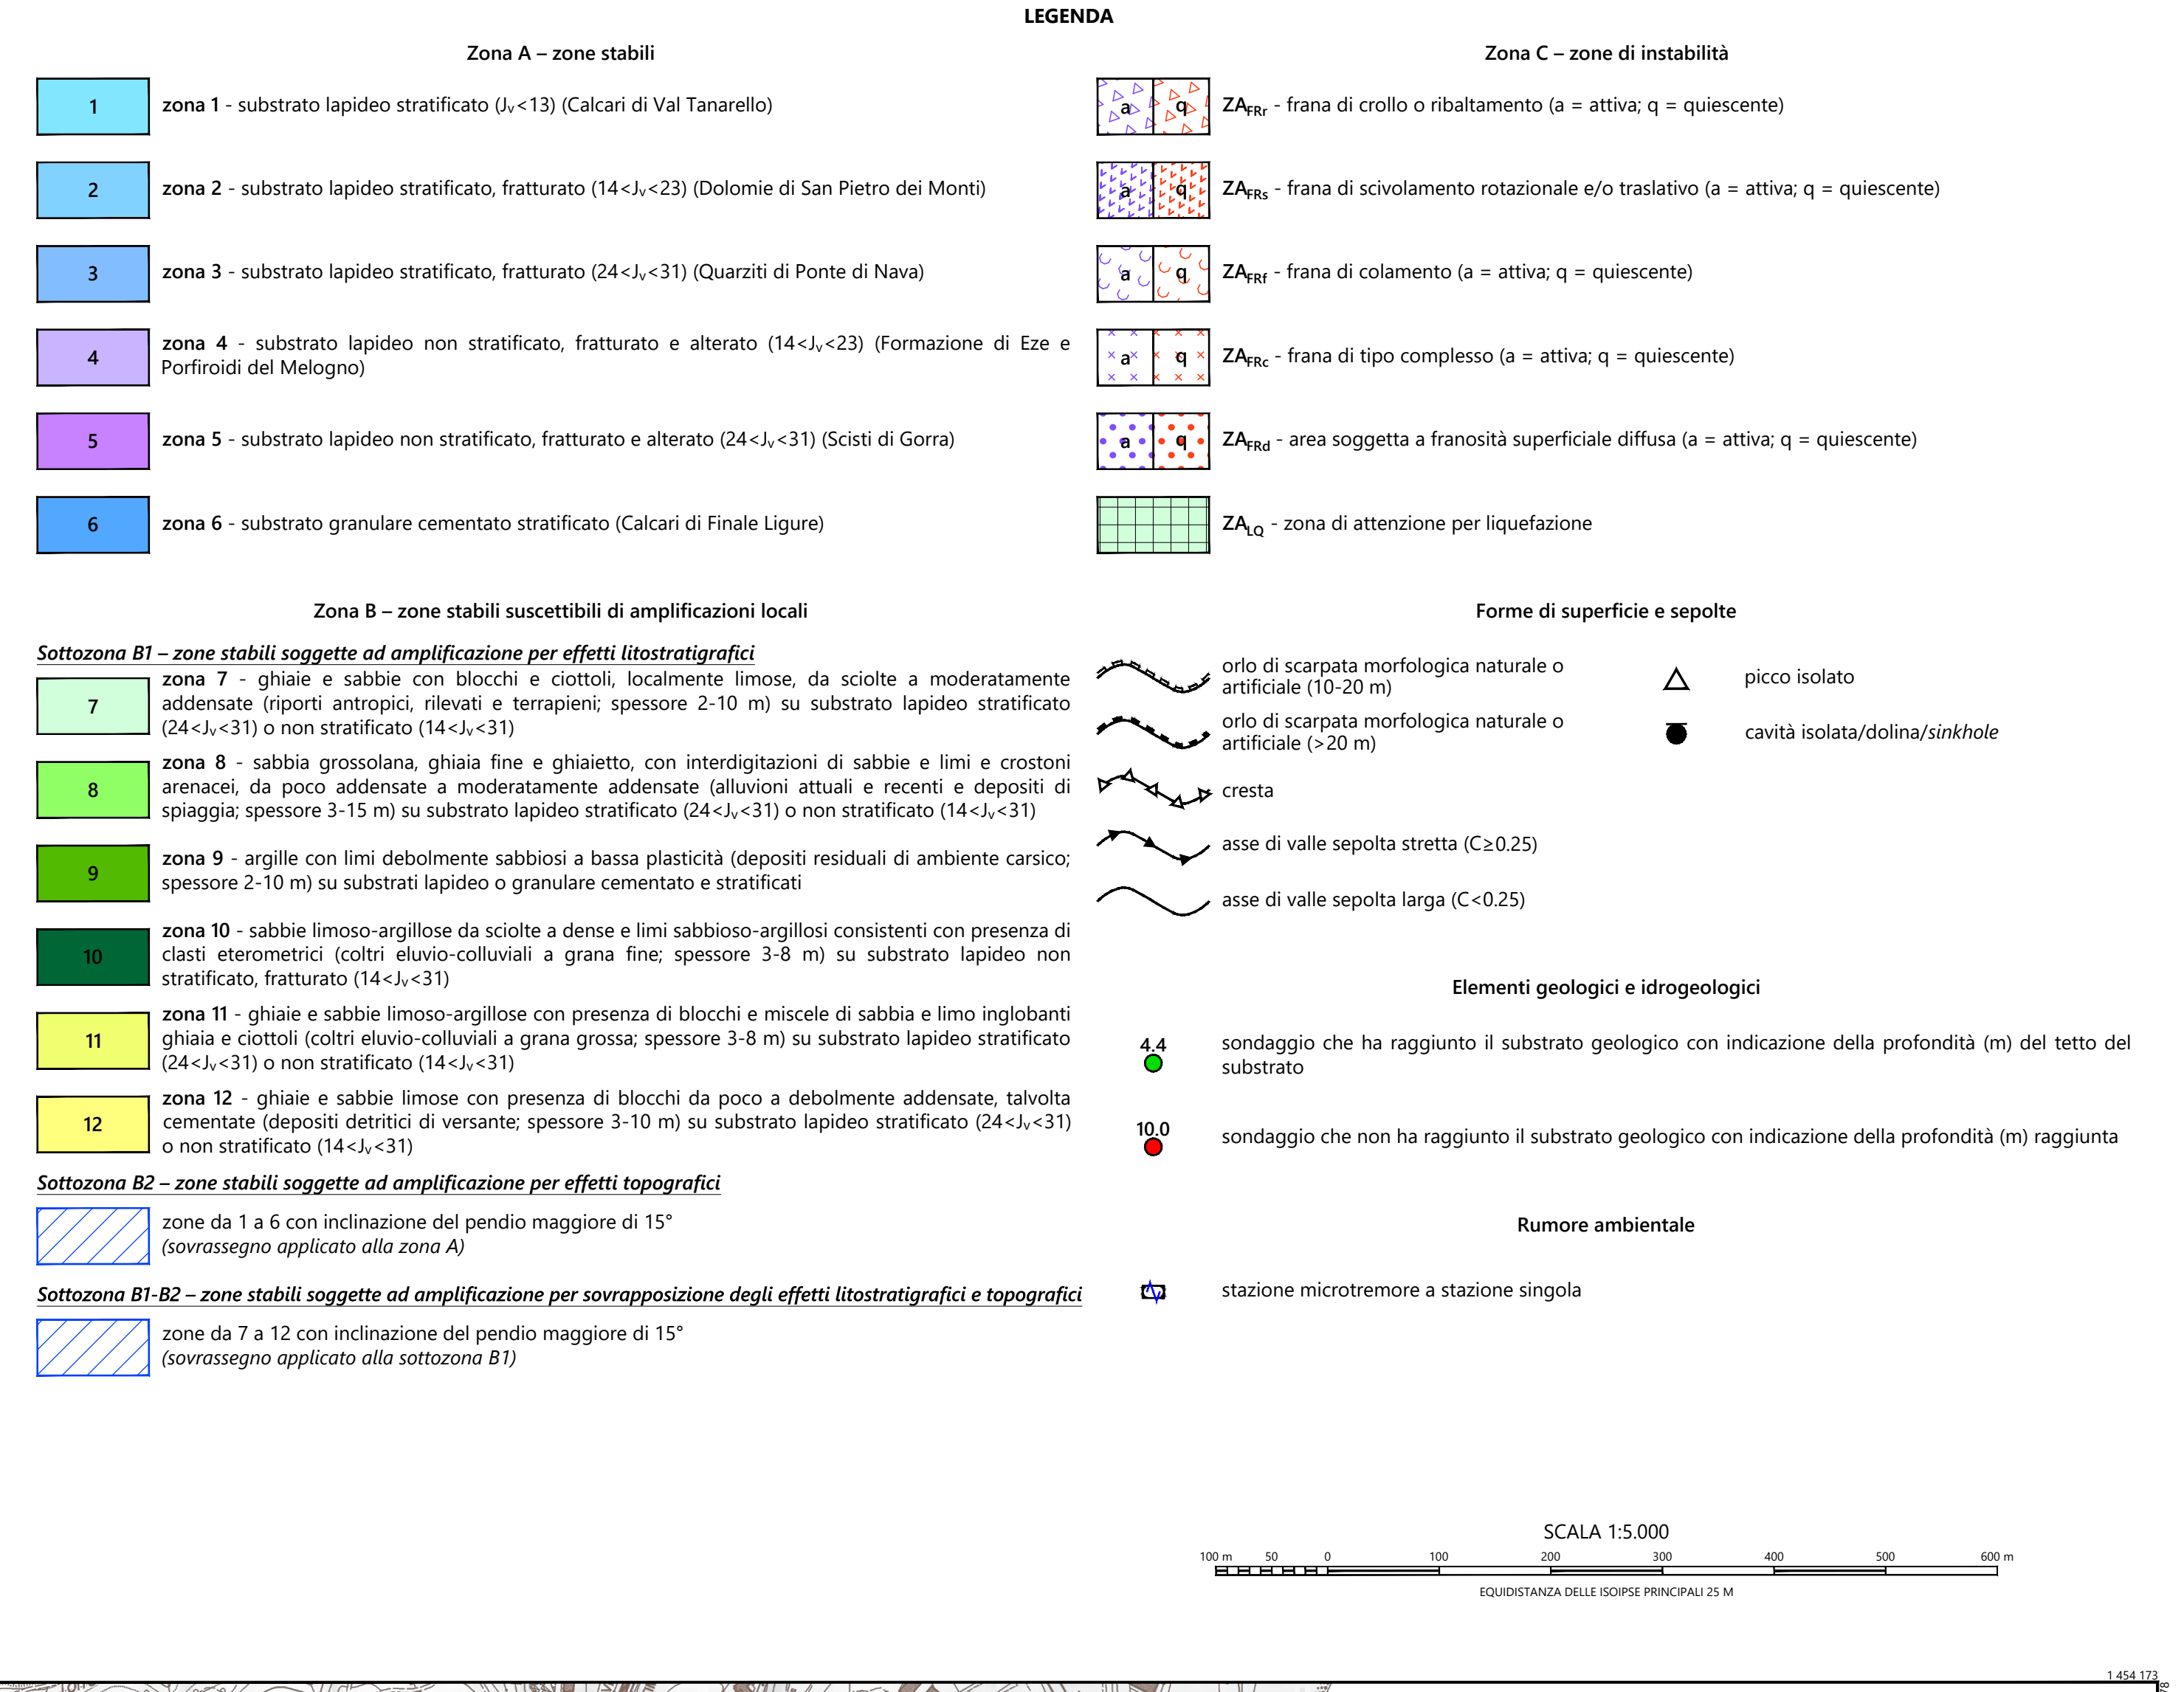 LEGENDA
Zona A – zone stabili
1
zona 1 - substrato lapideo stratificato (Jv<13) (Calcari di Val Tanarello)
2
zona 2 - substrato lapideo stratificato, fratturato (14<Jv<23) (Dolomie di San Pietro dei Monti)
3
zona 3 - substrato lapideo stratificato, fratturato (24<Jv<31) (Quarziti di Ponte di Nava)
4
zona 4 - substrato lapideo non stratificato, fratturato e alterato (14<Jv<23) (Formazione di Eze e
Porfiroidi del Melogno)
5
zona 5 - substrato lapideo non stratificato, fratturato e alterato (24<Jv<31) (Scisti di Gorra)
6
zona 6 - substrato granulare cementato stratificato (Calcari di Finale Ligure)
Zona B – zone stabili suscettibili di amplificazioni locali
Sottozona B1 – zone stabili soggette ad amplificazione per effetti litostratigrafici
7
zona 7 - ghiaie e sabbie con blocchi e ciottoli, localmente limose, da sciolte a moderatamente
addensate (riporti antropici, rilevati e terrapieni; spessore 2-10 m) su substrato lapideo stratificato
(24<Jv<31) o non stratificato (14<Jv<31)
8
zona 8 - sabbia grossolana, ghiaia fine e ghiaietto, con interdigitazioni di sabbie e limi e crostoni
arenacei, da poco addensate a moderatamente addensate (alluvioni attuali e recenti e depositi di
spiaggia; spessore 3-15 m) su substrato lapideo stratificato (24<Jv<31) o non stratificato (14<Jv<31)
9
zona 9 - argille con limi debolmente sabbiosi a bassa plasticità (depositi residuali di ambiente carsico;
spessore 2-10 m) su substrati lapideo o granulare cementato e stratificati
10
zona 10 - sabbie limoso-argillose da sciolte a dense e limi sabbioso-argillosi consistenti con presenza di
clasti eterometrici (coltri eluvio-colluviali a grana fine; spessore 3-8 m) su substrato lapideo non
stratificato, fratturato (14<Jv<31)
11
zona 11 - ghiaie e sabbie limoso-argillose con presenza di blocchi e miscele di sabbia e limo inglobanti
ghiaia e ciottoli (coltri eluvio-colluviali a grana grossa; spessore 3-8 m) su substrato lapideo stratificato
(24<Jv<31) o non stratificato (14<Jv<31)
12
zona 12 - ghiaie e sabbie limose con presenza di blocchi da poco a debolmente addensate, talvolta
cementate (depositi detritici di versante; spessore 3-10 m) su substrato lapideo stratificato (24<Jv<31)
o non stratificato (14<Jv<31)
Sottozona B2 – zone stabili soggette ad amplificazione per effetti topografici
zone da 1 a 6 con inclinazione del pendio maggiore di 15°
(sovrassegno applicato alla zona A)
Sottozona B1-B2 – zone stabili soggette ad amplificazione per sovrapposizione degli effetti litostratigrafici e topografici
zone da 7 a 12 con inclinazione del pendio maggiore di 15°
(sovrassegno applicato alla sottozona B1)
Zona C – zone di instabilità
a q
ZAFRr - frana di crollo o ribaltamento (a = attiva; q = quiescente)
a q
ZAFRs - frana di scivolamento rotazionale e/o traslativo (a = attiva; q = quiescente)
a q
ZAFRf - frana di colamento (a = attiva; q = quiescente)
a q
ZAFRc - frana di tipo complesso (a = attiva; q = quiescente)
a q
ZAFRd - area soggetta a franosità superficiale diffusa (a = attiva; q = quiescente)
ZALQ - zona di attenzione per liquefazione
Forme di superficie e sepolte
orlo di scarpata morfologica naturale o
artificiale (10-20 m)
orlo di scarpata morfologica naturale o
artificiale (>20 m)
cresta
asse di valle sepolta stretta (C≥0.25)
asse di valle sepolta larga (C<0.25)
picco isolato
cavità isolata/dolina/sinkhole
Elementi geologici e idrogeologici
4.4
sondaggio che ha raggiunto il substrato geologico con indicazione della profondità (m) del tetto del
substrato
10.0
sondaggio che non ha raggiunto il substrato geologico con indicazione della profondità (m) raggiunta
Rumore ambientale
stazione microtremore a stazione singola
SCALA 1:5.000
100 m 50 0 100 200 300 400 500 600 m
EQUIDISTANZA DELLE ISOIPSE PRINCIPALI 25 M
1 454 173